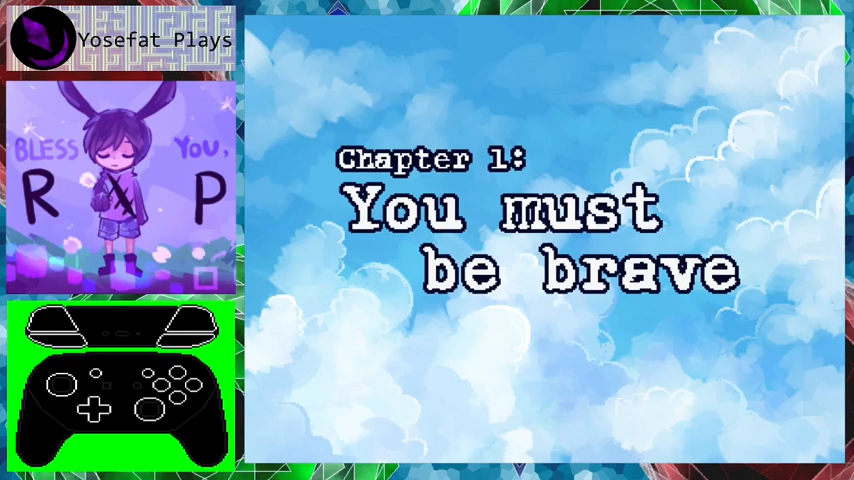 Yosefat Plays
BLESS YOU,
R P
Chapter 1:
You must
be brave